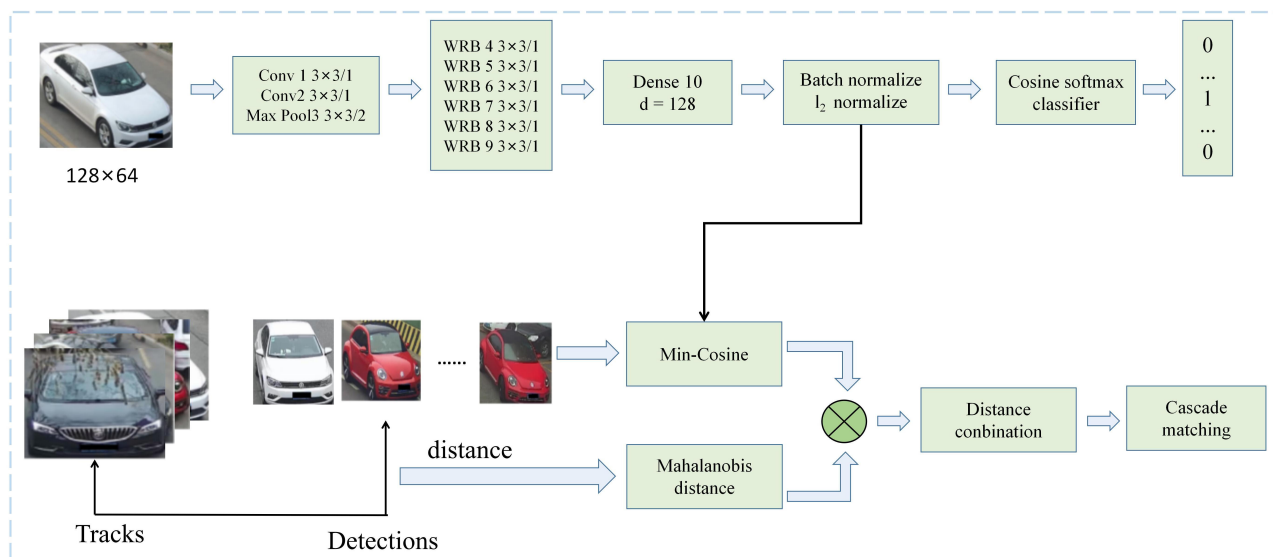 Conv 1 3×3/1
Conv2 3×3/1
Max Pool3 3×3/2
WRB 4 3×3/1
WRB 5 3×3/1
WRB 6 3×3/1
WRB 7 3×3/1
WRB 8 3×3/1
WRB 9 3×3/1
Dense 10
d = 128
Batch normalize
l₂ normalize
Cosine softmax
classifier
0
...
1
...
0
128×64
......
Min-Cosine
distance
Mahalanobis
distance
Distance
conbination
Cascade
matching
Tracks
Detections